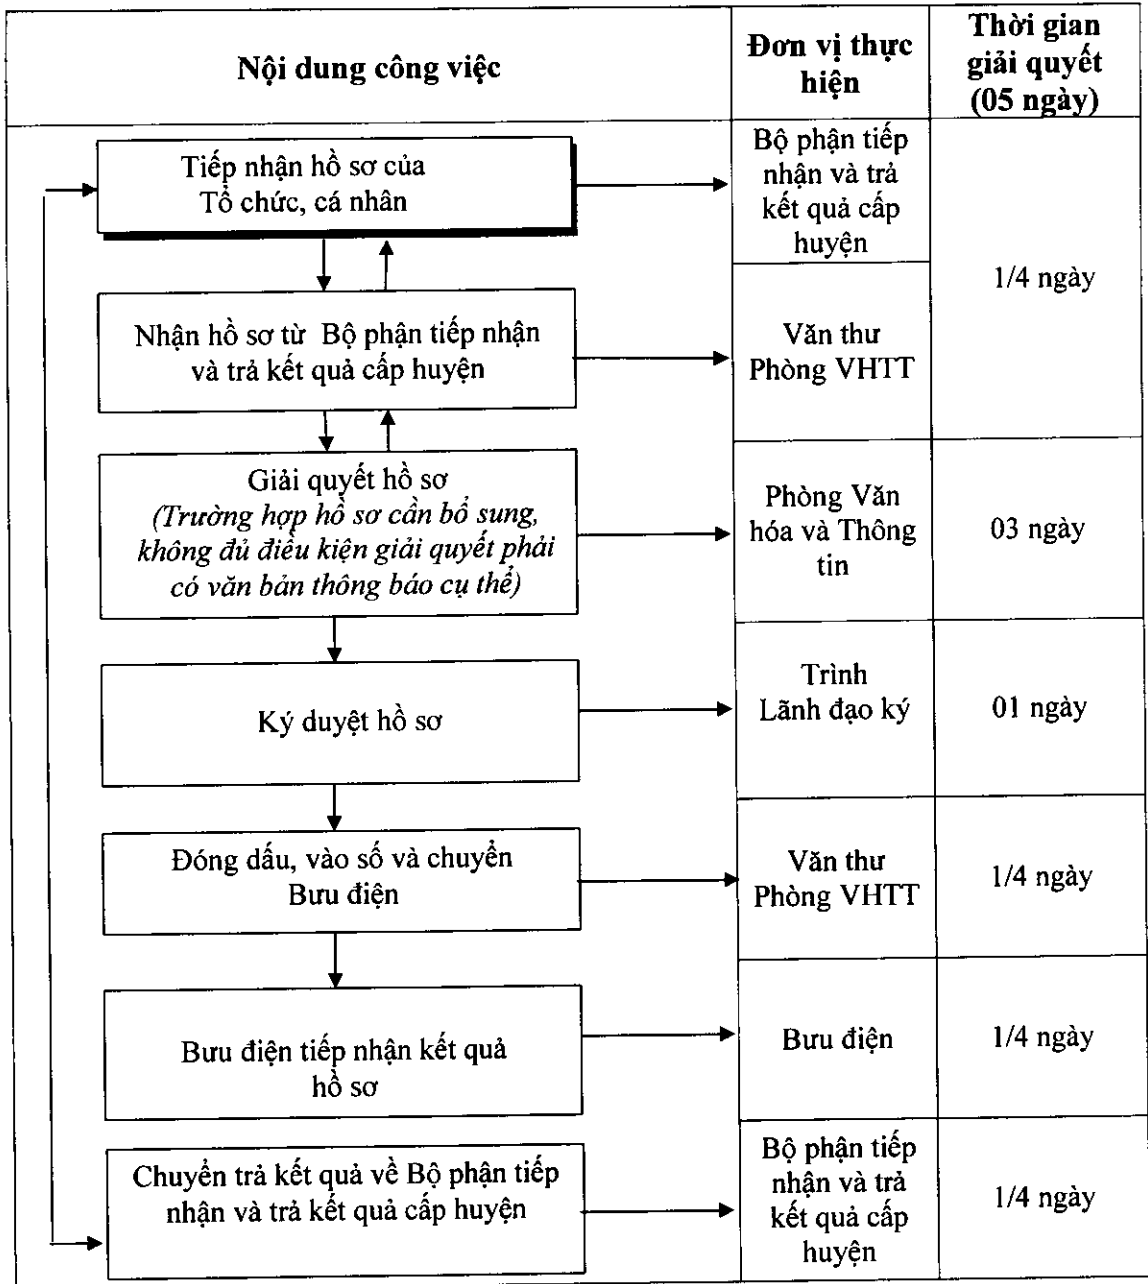 Nội dung công việc
Đơn vị thực
hiện
Thời gian
giải quyết
(05 ngày)
Tiếp nhận hồ sơ của
Tổ chức, cá nhân
Bộ phận tiếp
nhận và trả
kết quả cấp
huyện
1/4 ngày
Nhận hồ sơ từ Bộ phận tiếp nhận
và trả kết quả cấp huyện
Văn thư
Phòng VHTT
Giải quyết hồ sơ
(Trường hợp hồ sơ cần bổ sung,
không đủ điều kiện giải quyết phải
có văn bản thông báo cụ thể)
Phòng Văn
hóa và Thông
tin
03 ngày
Ký duyệt hồ sơ
Trình
Lãnh đạo ký
01 ngày
Đóng dấu, vào số và chuyển
Bưu điện
Văn thư
Phòng VHTT
1/4 ngày
Bưu điện tiếp nhận kết quả
hồ sơ
Bưu điện
1/4 ngày
Chuyển trả kết quả về Bộ phận tiếp
nhận và trả kết quả cấp huyện
Bộ phận tiếp
nhận và trả
kết quả cấp
huyện
1/4 ngày